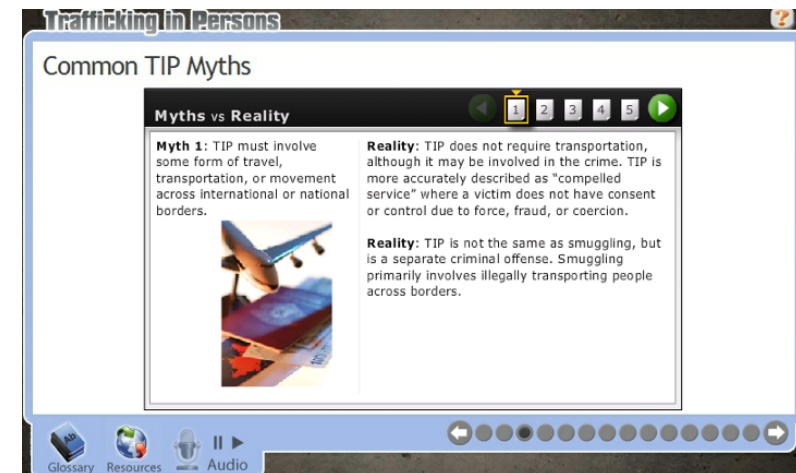 Trafficking in Persons
?
Common TIP Myths
Myths vs Reality
1 2 3 4 5
Myth 1: TIP must involve
some form of travel,
transportation, or movement
across international or national
borders.
Reality: TIP does not require transportation,
although it may be involved in the crime. TIP is
more accurately described as “compelled
service” where a victim does not have consent
or control due to force, fraud, or coercion.
Reality: TIP is not the same as smuggling, but
is a separate criminal offense. Smuggling
primarily involves illegally transporting people
across borders.
Ab
Glossary Resources Audio